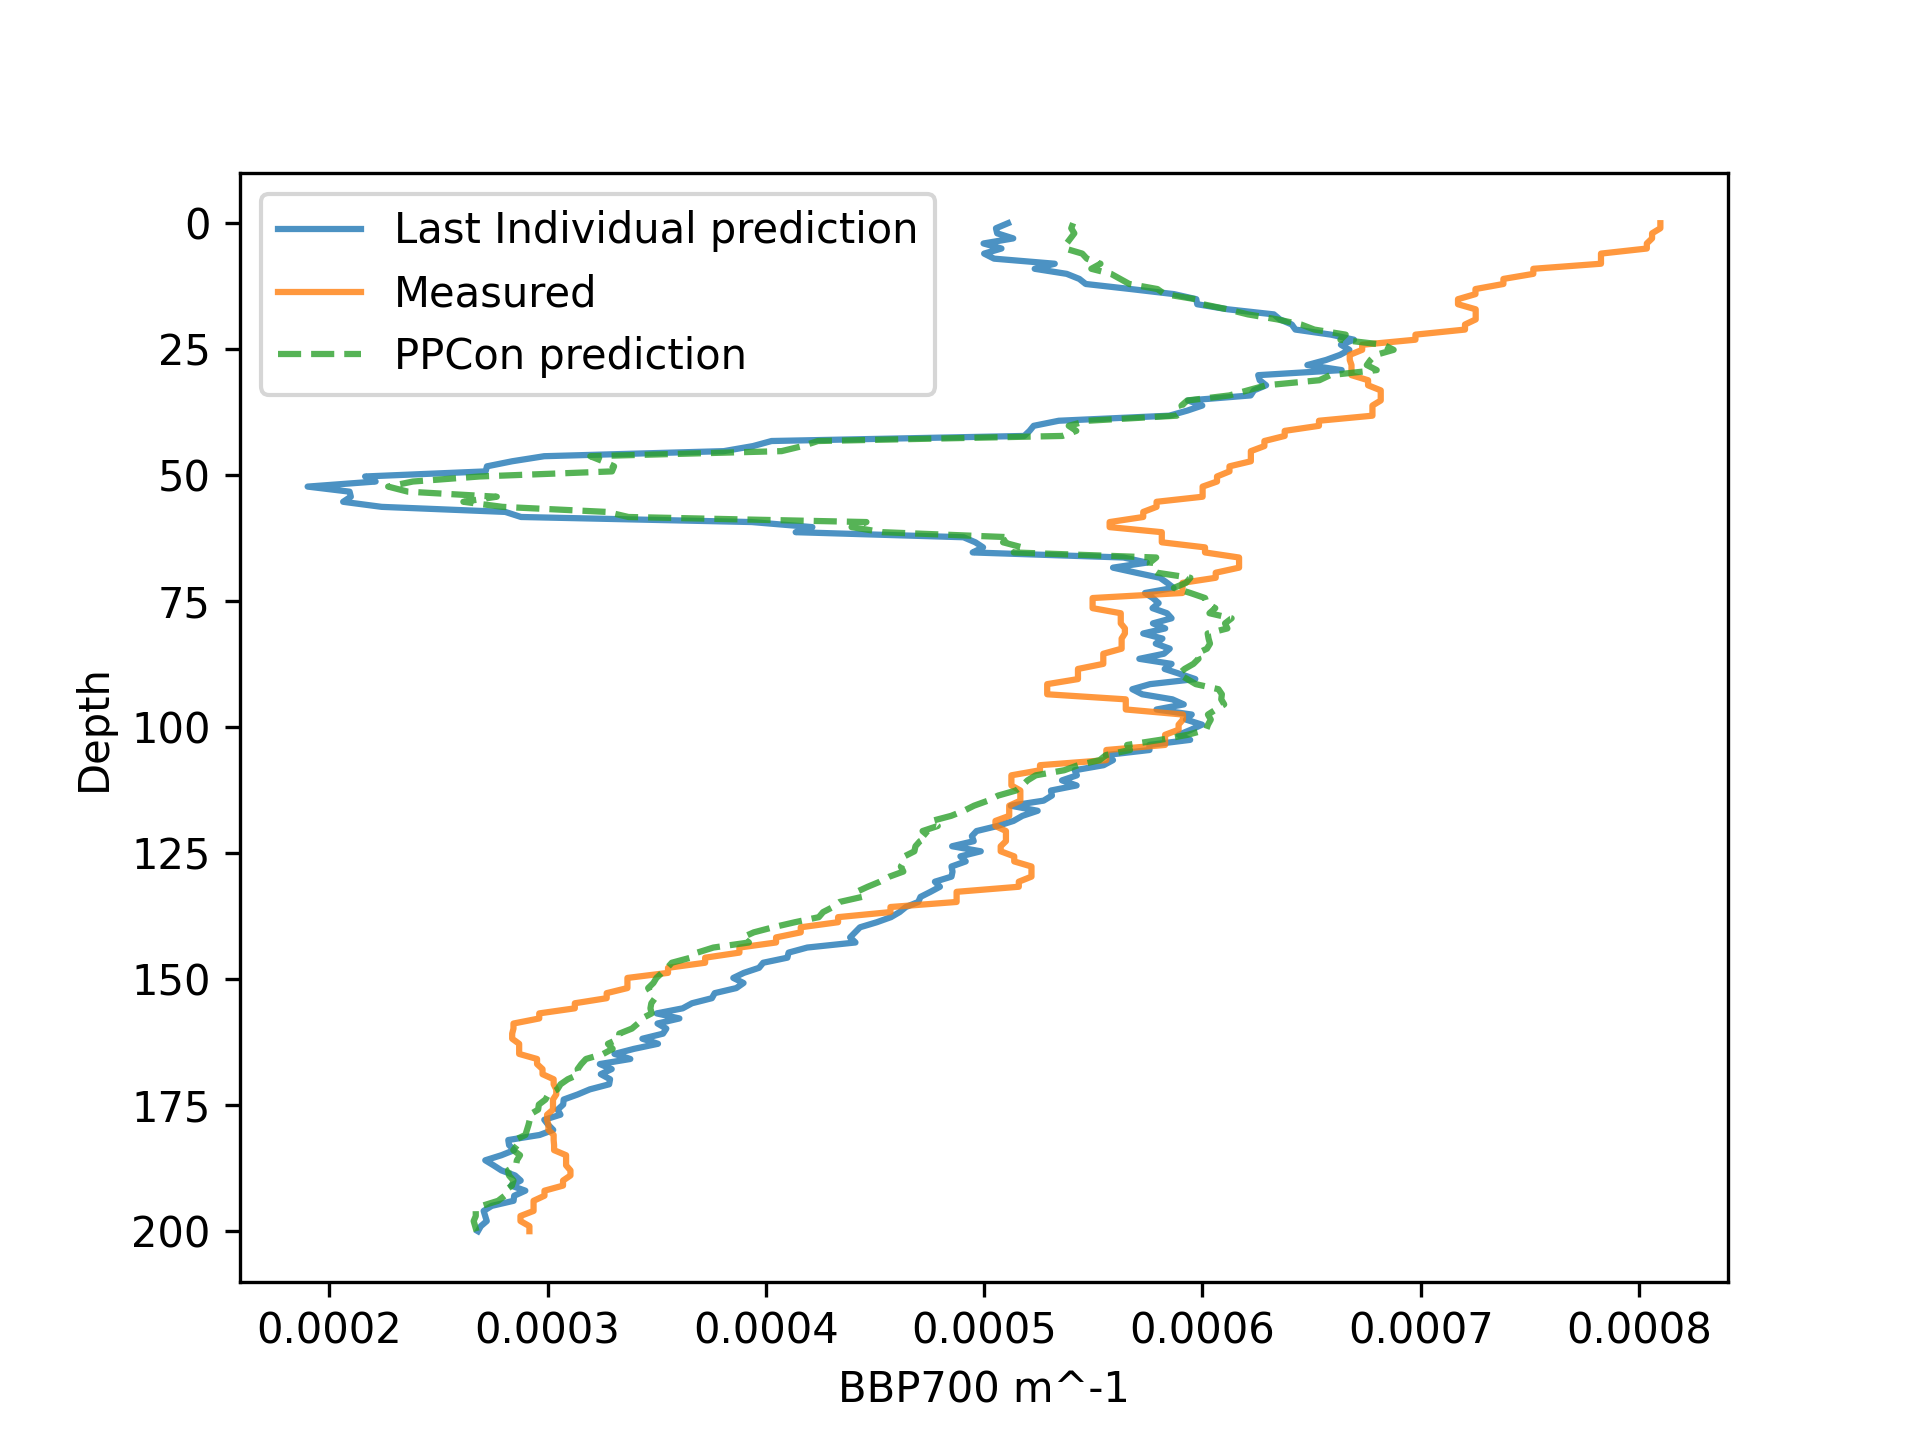 Last Individual prediction
Measured
PPCon prediction
0
25
50
75
100
125
150
175
200
Depth
0.0002 0.0003 0.0004 0.0005 0.0006 0.0007 0.0008
BBP700 m^-1